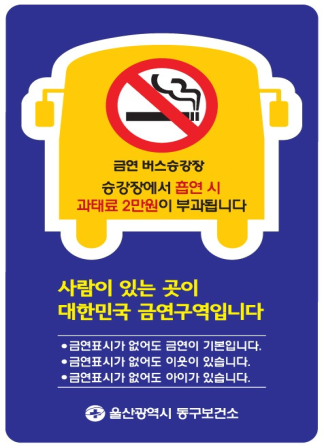 금연 버스승강장
승강장에서 흡연 시
과태료 2만원이 부과됩니다
사람이 있는 곳이
대한민국 금연구역입니다
•금연표시가 없어도 금연이 기본입니다.
•금연표시가 없어도 이웃이 있습니다.
•금연표시가 없어도 아이가 있습니다.
울산광역시 동구보건소